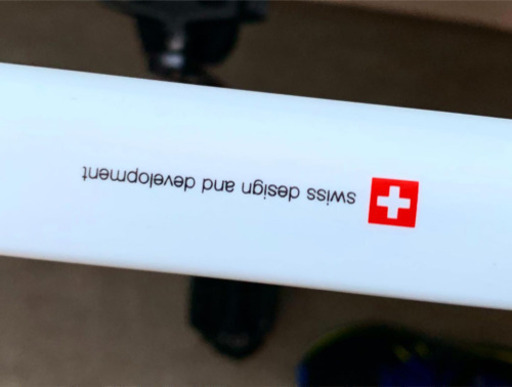 swiss design and development